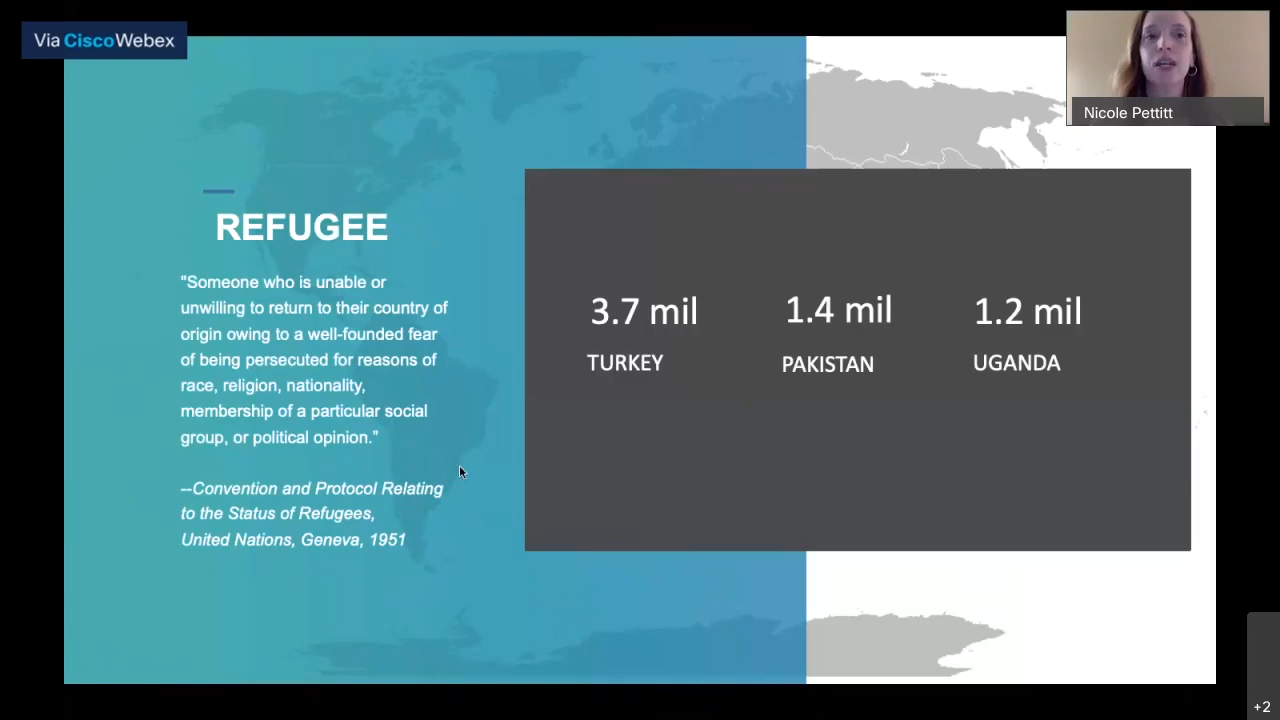 Via Cisco Webex
Nicole Pettitt
REFUGEE
"Someone who is unable or
unwilling to return to their country of
origin owing to a well-founded fear
of being persecuted for reasons of
race, religion, nationality,
membership of a particular social
group, or political opinion."
--Convention and Protocol Relating
to the Status of Refugees,
United Nations, Geneva, 1951
3.7 mil
TURKEY
1.4 mil
PAKISTAN
1.2 mil
UGANDA
+2